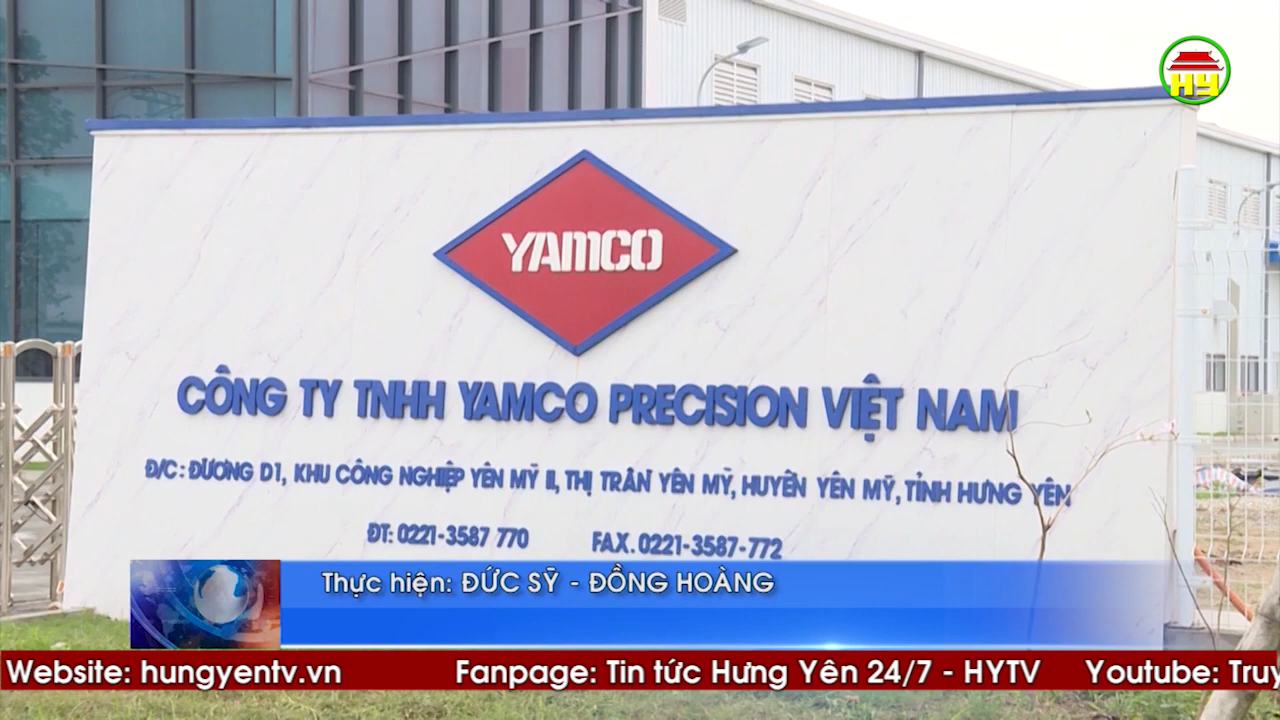 HY
YAMCO
CÔNG TY TNHH YAMCO PRECISION VIỆT NAM
Đ/C: ĐƯỜNG D1, KHU CÔNG NGHIỆP YÊN MỸ II, THỊ TRẤN YÊN MỸ, HUYỆN YÊN MỸ, TỈNH HƯNG YÊN
ĐT: 0221-3587 770 FAX. 0221-3587-772
Thực hiện: ĐỨC SỸ - ĐỒNG HOÀNG
Website: hungyentv.vn Fanpage: Tin tức Hưng Yên 24/7 - HYTV Youtube: Truy